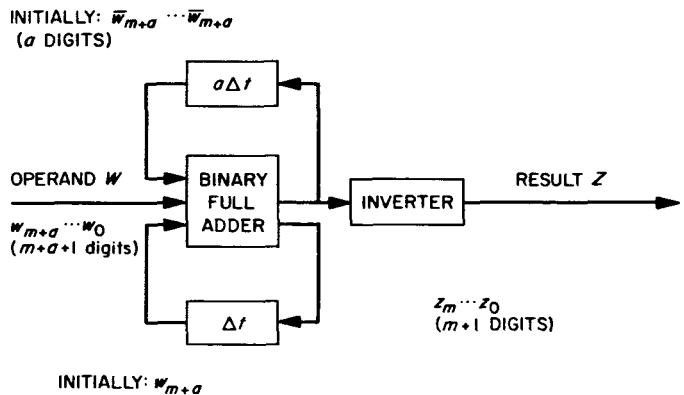 INITIALLY: w̅ₘ₊ₐ ··· w̅ₘ₊ₐ
(a DIGITS)
aΔt
OPERAND W
BINARY
FULL
ADDER
INVERTER
RESULT Z
wₘ₊ₐ ··· w₀
(m+a+1 digits)
Δt
zₘ ··· z₀
(m+1 DIGITS)
INITIALLY: wₘ₊ₐ